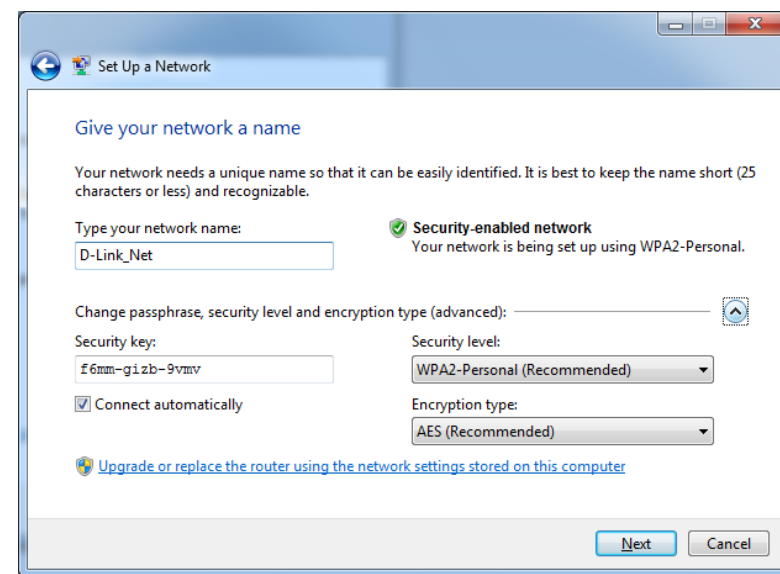 Set Up a Network
Give your network a name
Your network needs a unique name so that it can be easily identified. It is best to keep the name short (25
characters or less) and recognizable.
Type your network name:
D-Link_Net
Security-enabled network
Your network is being set up using WPA2-Personal.
Change passphrase, security level and encryption type (advanced):
Security key:
f6mm-gizb-9vmv
Security level:
WPA2-Personal (Recommended)
Connect automatically
Encryption type:
AES (Recommended)
Upgrade or replace the router using the network settings stored on this computer
Next
Cancel